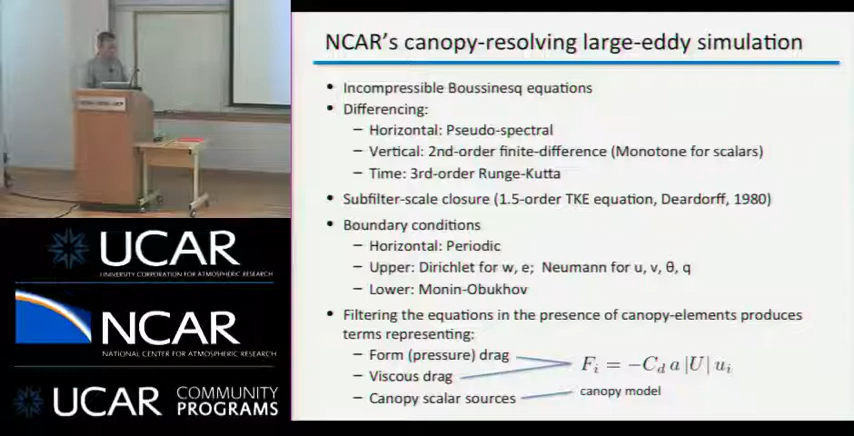 NCAR's canopy-resolving large-eddy simulation
• Incompressible Boussinesq equations
• Differencing:
– Horizontal: Pseudo-spectral
– Vertical: 2nd-order finite-difference (Monotone for scalars)
– Time: 3rd-order Runge-Kutta
• Subfilter-scale closure (1.5-order TKE equation, Deardorff, 1980)
• Boundary conditions
– Horizontal: Periodic
– Upper: Dirichlet for w, e; Neumann for u, v, θ, q
– Lower: Monin-Obukhov
• Filtering the equations in the presence of canopy-elements produces
terms representing:
– Form (pressure) drag
– Viscous drag
F_i = −C_d a |U| u_i
– Canopy scalar sources
canopy model
UCAR
UNIVERSITY CORPORATION FOR ATMOSPHERIC RESEARCH
NCAR
NATIONAL CENTER FOR ATMOSPHERIC RESEARCH
UCAR COMMUNITY
PROGRAMS